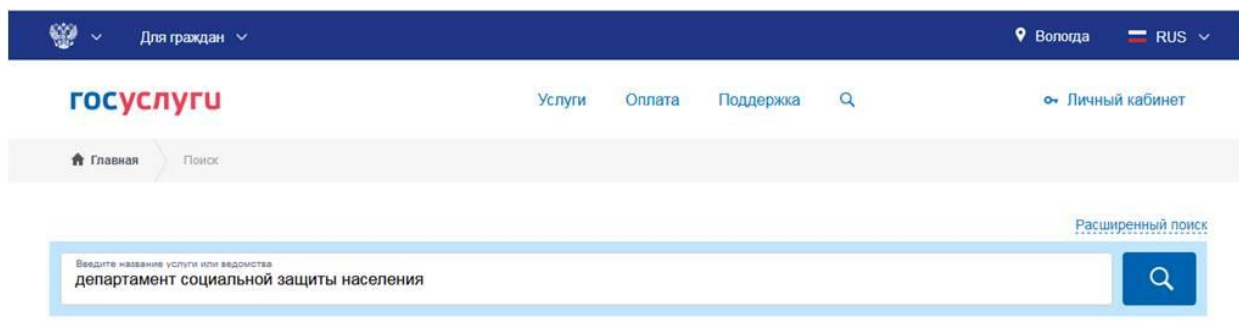 Для граждан Вологда RUS
госуслуги Услуги Оплата Поддержка Личный кабинет
Главная Поиск
Расширенный поиск
Введите название услуги или ведомства
департамент социальной защиты населения